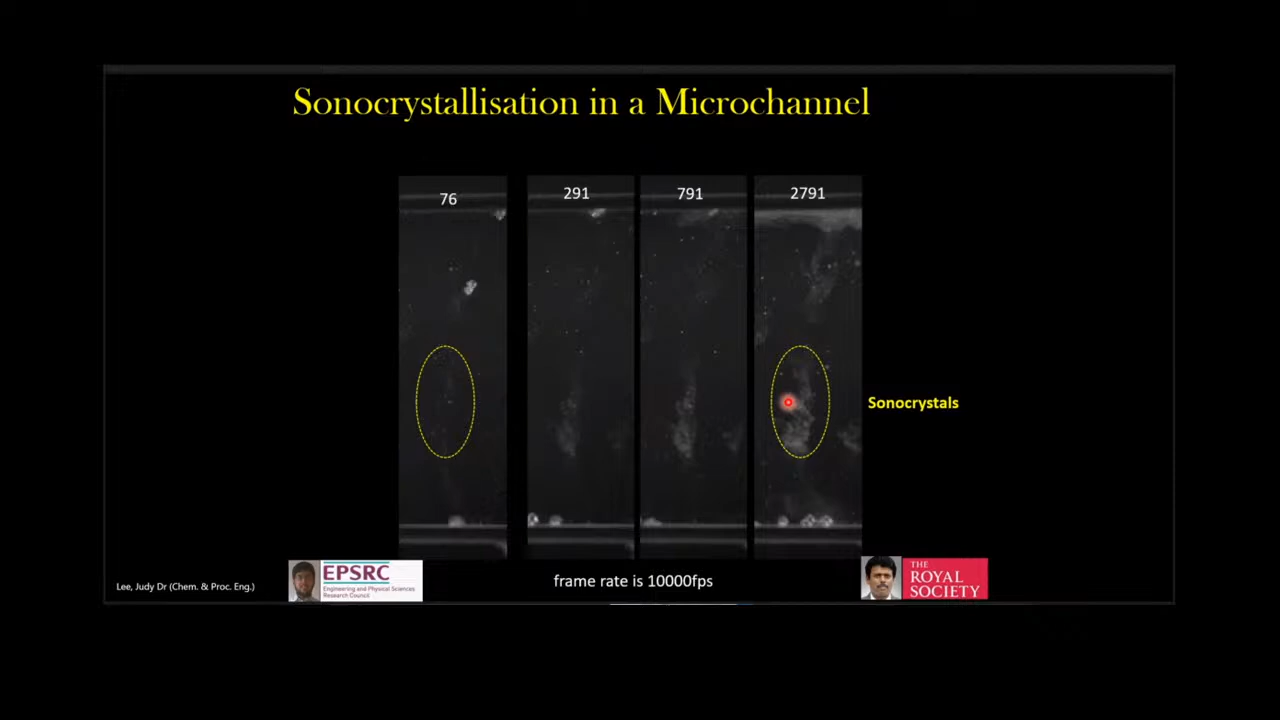 Sonocrystallisation in a Microchannel
76
291
791
2791
Sonocrystals
Lee, Judy Dr (Chem. & Proc. Eng.)
EPSRC
Engineering and Physical Sciences
Research Council
frame rate is 10000fps
THE
ROYAL
SOCIETY